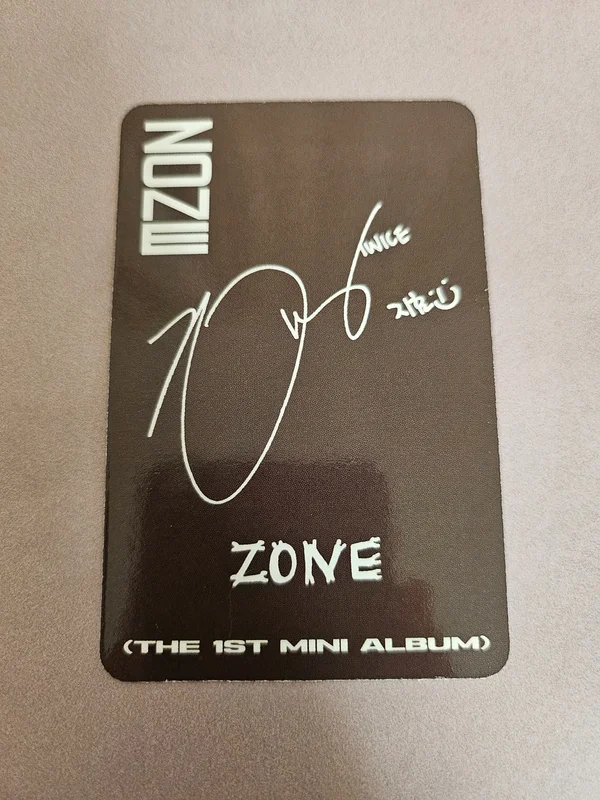 ZONE
TWICE
지효
ZONE
(THE 1ST MINI ALBUM)